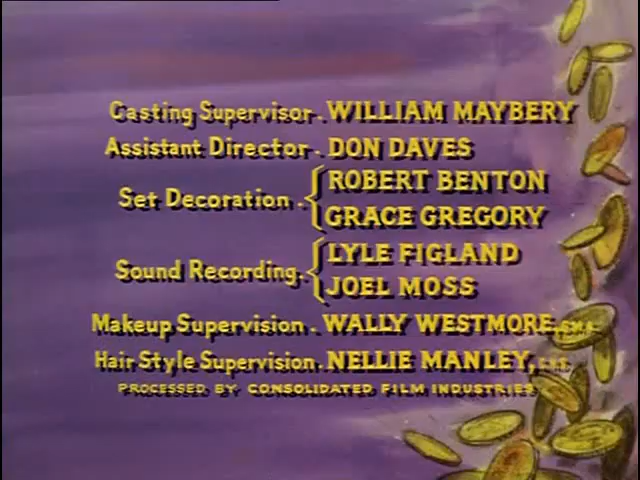 Casting Supervisor . WILLIAM MAYBERY
Assistant Director . DON DAVES
Set Decoration . { ROBERT BENTON
GRACE GREGORY
Sound Recording . { LYLE FIGLAND
JOEL MOSS
Makeup Supervision . WALLY WESTMORE,
Hair Style Supervision . NELLIE MANLEY,
PROCESSED BY CONSOLIDATED FILM INDUSTRIES